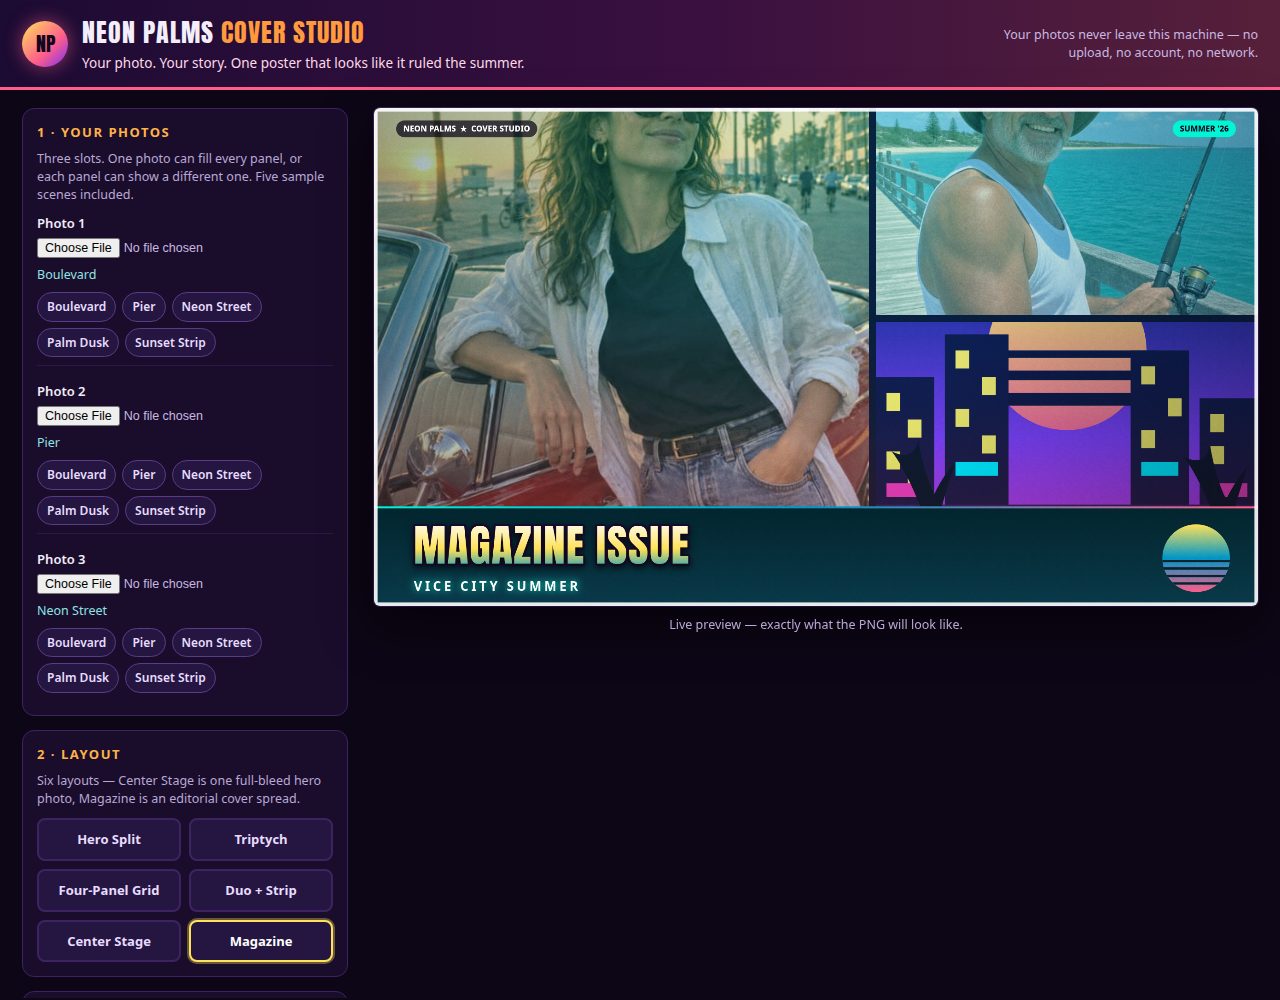 NP
NEON PALMS COVER STUDIO
Your photo. Your story. One poster that looks like it ruled the summer.
Your photos never leave this machine — no
upload, no account, no network.
1 · YOUR PHOTOS
Three slots. One photo can fill every panel, or
each panel can show a different one. Five sample
scenes included.
Photo 1
Choose File No file chosen
Boulevard
Boulevard Pier Neon Street
Palm Dusk Sunset Strip
Photo 2
Choose File No file chosen
Pier
Boulevard Pier Neon Street
Palm Dusk Sunset Strip
Photo 3
Choose File No file chosen
Neon Street
Boulevard Pier Neon Street
Palm Dusk Sunset Strip
2 · LAYOUT
Six layouts — Center Stage is one full-bleed hero
photo, Magazine is an editorial cover spread.
Hero Split Triptych
Four-Panel Grid Duo + Strip
Center Stage Magazine
NEON PALMS ★ COVER STUDIO
SUMMER '26
MAGAZINE ISSUE
VICE CITY SUMMER
Live preview — exactly what the PNG will look like.